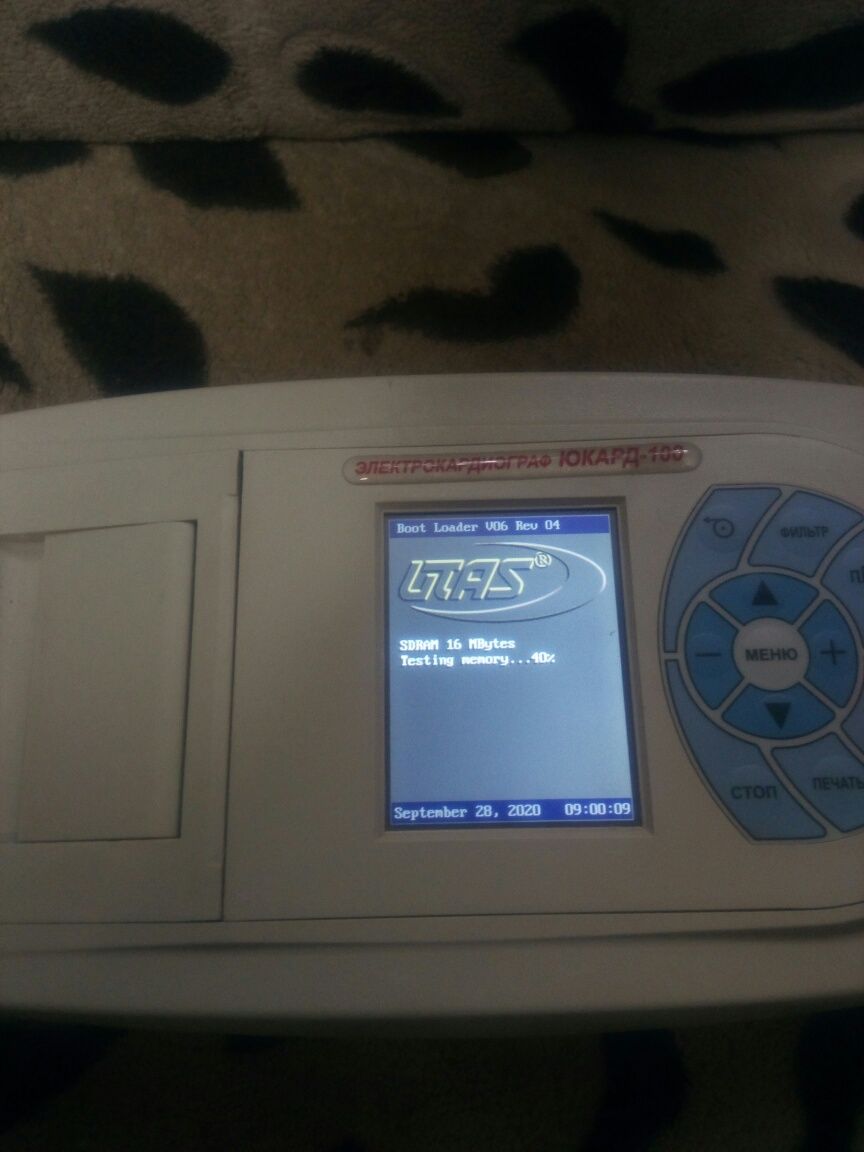 ЭЛЕКТРОКАРДИОГРАФ ЮКАРД-100
Boot Loader V06 Rev 04
UTAS®
SDRAM 16 MBytes
Testing memory...40%
September 28, 2020 09:00:09
ФИЛЬТР
МЕНЮ
СТОП
ПЕЧАТЬ